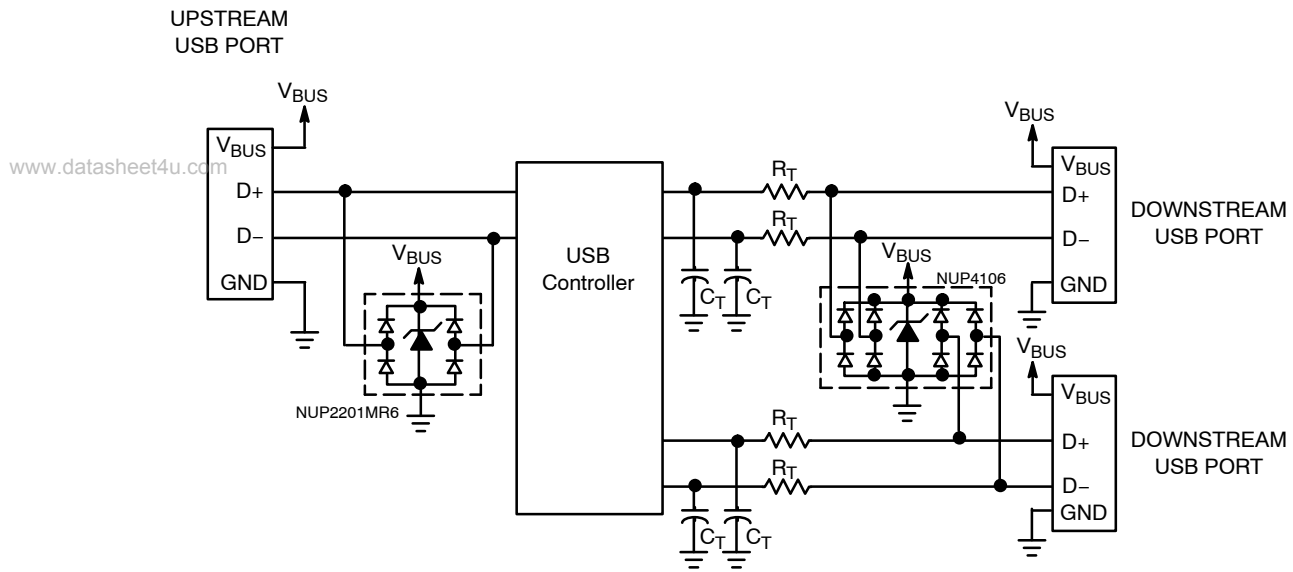 UPSTREAM
USB PORT
VBUS
VBUS
D+
D−
GND
www.datasheet4u.com
VBUS
NUP2201MR6
USB
Controller
RT
RT
CT
CT
VBUS
NUP4106
VBUS
VBUS
D+
D−
GND
DOWNSTREAM
USB PORT
RT
RT
CT
CT
VBUS
VBUS
D+
D−
GND
DOWNSTREAM
USB PORT